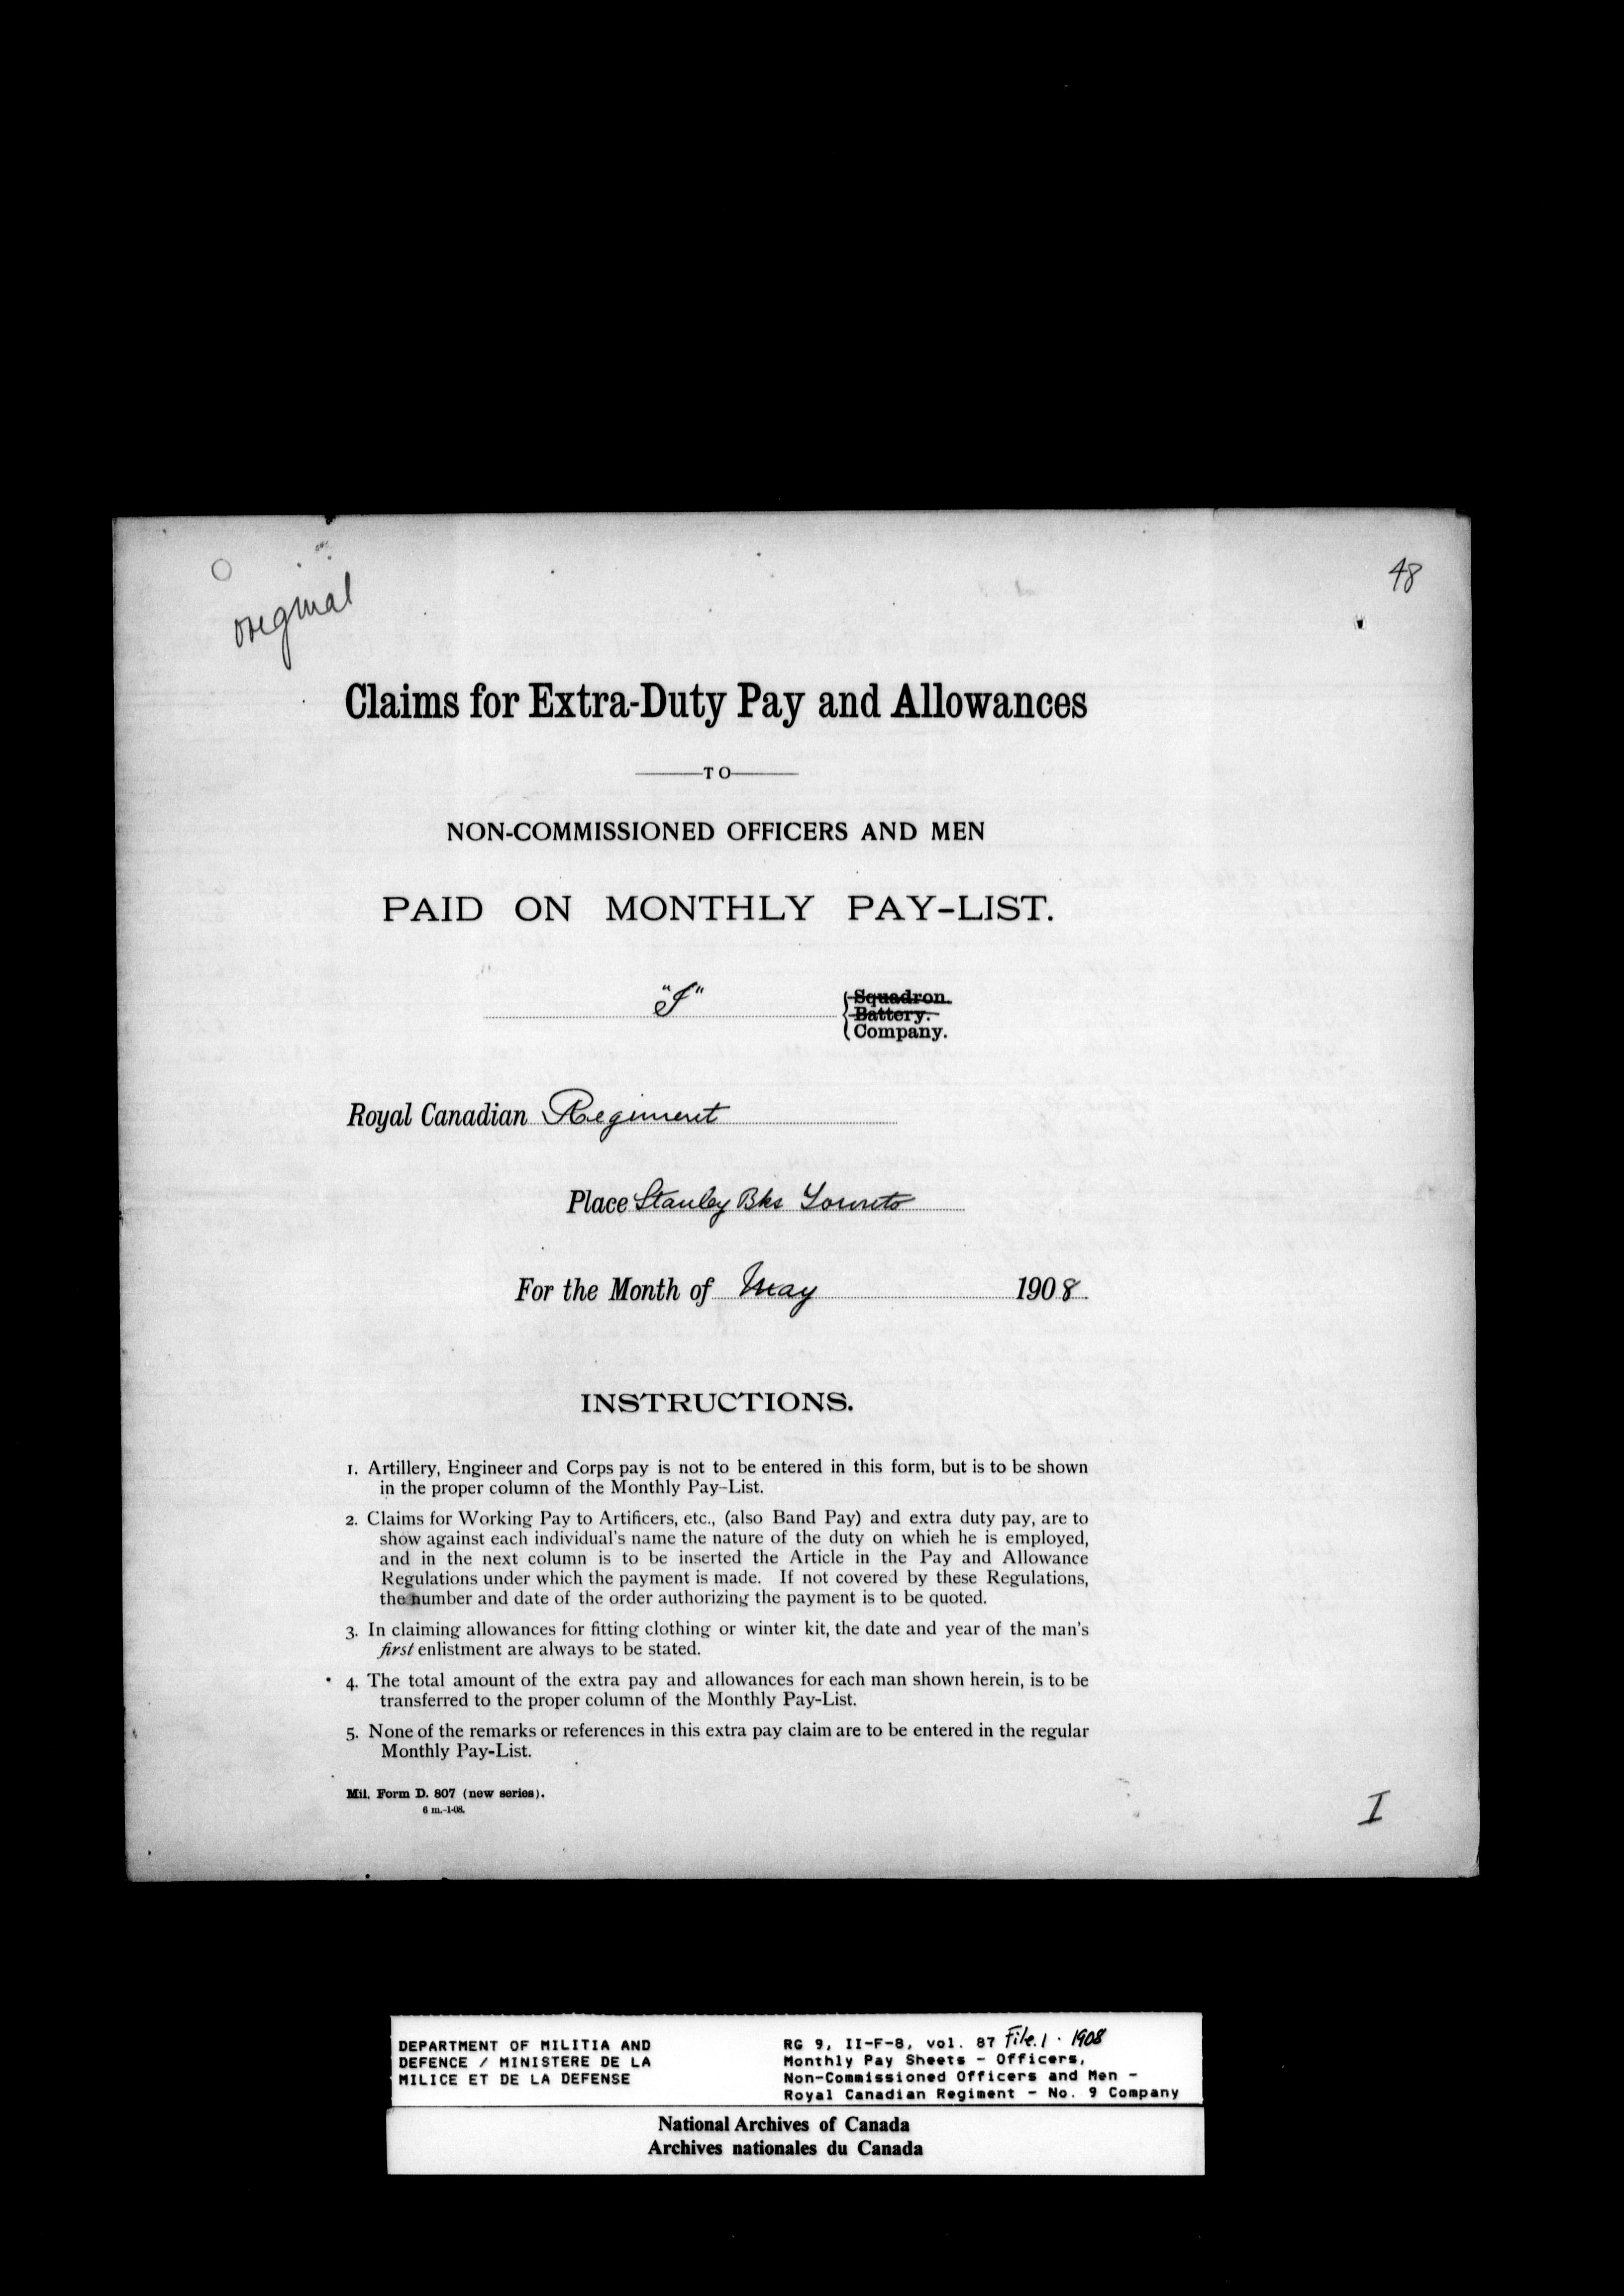 original
48
Claims for Extra-Duty Pay and Allowances
TO
NON-COMMISSIONED OFFICERS AND MEN
PAID ON MONTHLY PAY-LIST.
Squadron.
Battery.
Company.
Royal Canadian Regiment
Place Stanley Bks Toronto
For the Month of May 1908.
INSTRUCTIONS.
1. Artillery, Engineer and Corps pay is not to be entered in this form, but is to be shown
in the proper column of the Monthly Pay-List.
2. Claims for Working Pay to Artificers, etc., (also Band Pay) and extra duty pay, are to
show against each individual's name the nature of the duty on which he is employed,
and in the next column is to be inserted the Article in the Pay and Allowance
Regulations under which the payment is made. If not covered by these Regulations,
the number and date of the order authorizing the payment is to be quoted.
3. In claiming allowances for fitting clothing or winter kit, the date and year of the man's
first enlistment are always to be stated.
4. The total amount of the extra pay and allowances for each man shown herein, is to be
transferred to the proper column of the Monthly Pay-List.
5. None of the remarks or references in this extra pay claim are to be entered in the regular
Monthly Pay-List.
Mil. Form D. 807 (new series).
6 m.-1-08.
I
DEPARTMENT OF MILITIA AND
DEFENCE / MINISTERE DE LA
MILICE ET DE LA DEFENSE
RG 9, II-F-8, vol. 87 File.1 · 1908
Monthly Pay Sheets - Officers,
Non-Commissioned Officers and Men -
Royal Canadian Regiment - No. 9 Company
National Archives of Canada
Archives nationales du Canada